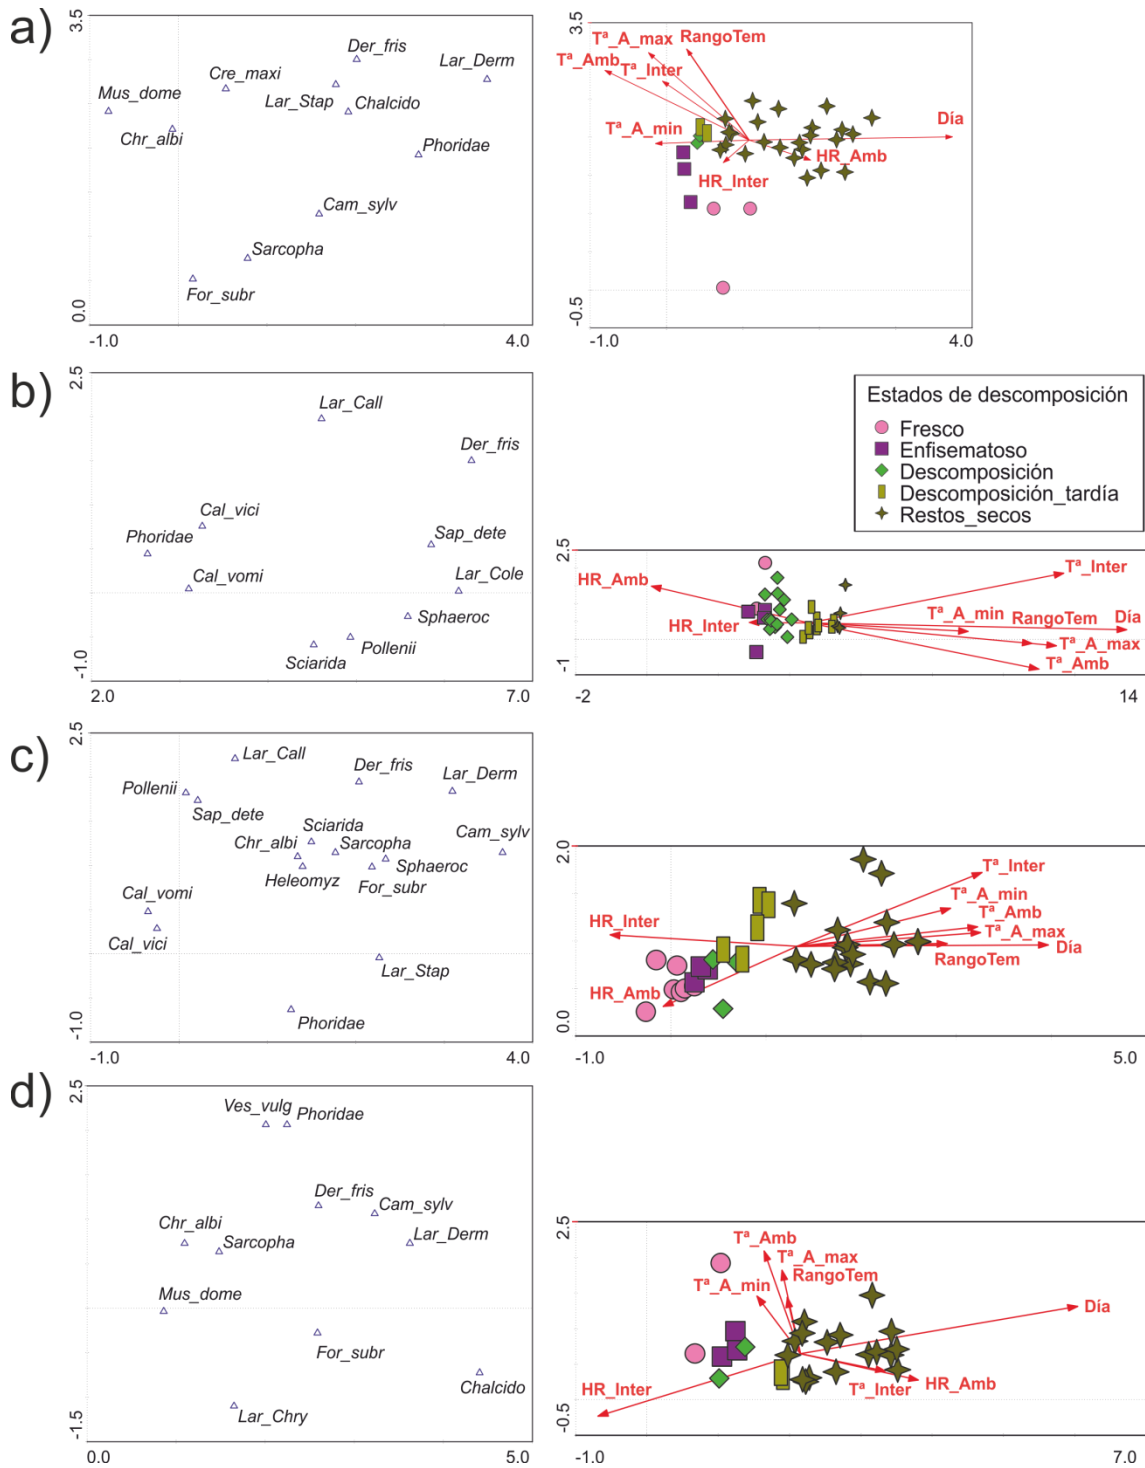 a)
3.5
Der_fris
Lar_Derm
Cre_maxi
Lar_Stap
Chalcido
Mus_dome
Chr_albi
Phoridae
Cam_sylv
Sarcopha
For_subr
0.0
-1.0
4.0
3.5
Tª_A_max
RangoTem
Tª_Amb
Tª_Inter
Día
Tª_A_min
HR_Amb
HR_Inter
-0.5
-1.0
4.0
b)
2.5
Lar_Call
Der_fris
Cal_vici
Phoridae
Sap_dete
Cal_vomi
Lar_Cole
Sphaeroc
Pollenii
Sciarida
-1.0
2.0
7.0
Estados de descomposición
Fresco
Enfisematoso
Descomposición
Descomposición_tardía
Restos_secos
2.5
HR_Amb
Tª_Inter
HR_Inter
Tª_A_min
RangoTem
Día
Tª_A_max
Tª_Amb
-1
-2
14
c)
2.5
Lar_Call
Der_fris
Lar_Derm
Pollenii
Sap_dete
Sciarida
Cam_sylv
Chr_albi
Sarcopha
Heleomyz
Sphaeroc
For_subr
Cal_vomi
Cal_vici
Lar_Stap
Phoridae
-1.0
-1.0
4.0
2.0
Tª_Inter
Tª_A_min
Tª_Amb
HR_Inter
Tª_A_max
Día
RangoTem
HR_Amb
0.0
-1.0
5.0
d)
2.5
Ves_vulg
Phoridae
Der_fris
Cam_sylv
Chr_albi
Sarcopha
Lar_Derm
Mus_dome
For_subr
Chalcido
Lar_Chry
-1.5
0.0
5.0
2.5
Tª_Amb
Tª_A_max
RangoTem
Tª_A_min
Día
HR_Inter
Tª_Inter
HR_Amb
-0.5
-1.0
7.0